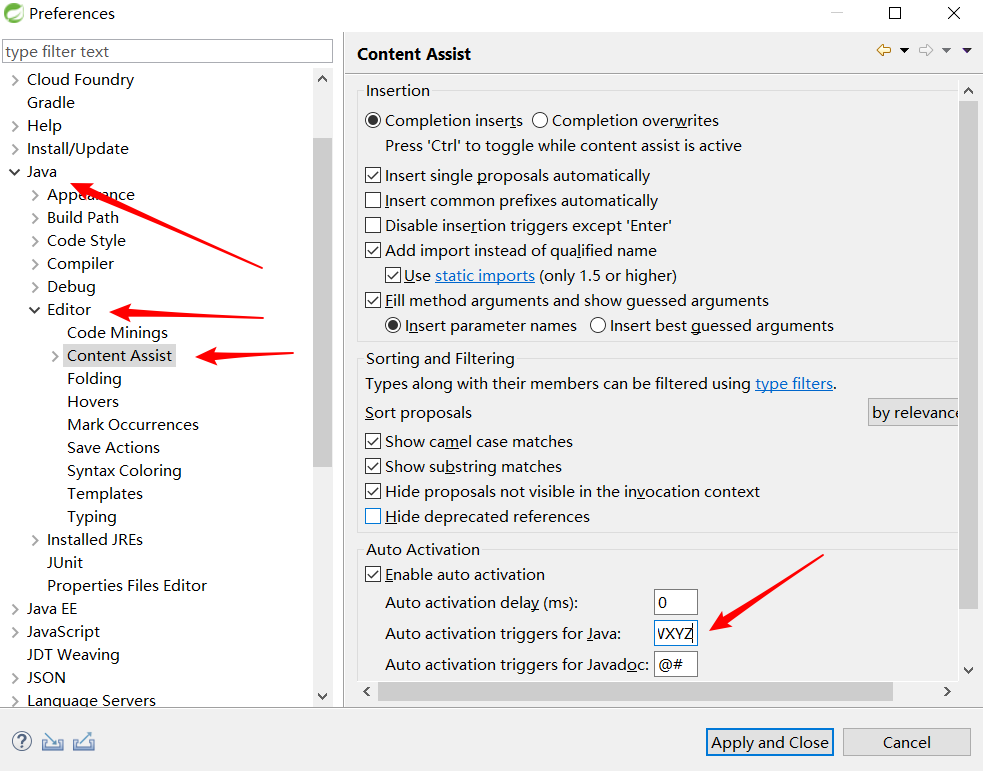 Preferences
type filter text
Cloud Foundry
Gradle
Help
Install/Update
Java
Appearance
Build Path
Code Style
Compiler
Debug
Editor
Code Minings
Content Assist
Folding
Hovers
Mark Occurrences
Save Actions
Syntax Coloring
Templates
Typing
Installed JREs
JUnit
Properties Files Editor
Java EE
JavaScript
JDT Weaving
JSON
Language Servers
Content Assist
Insertion
Completion inserts Completion overwrites
Press 'Ctrl' to toggle while content assist is active
Insert single proposals automatically
Insert common prefixes automatically
Disable insertion triggers except 'Enter'
Add import instead of qualified name
Use static imports (only 1.5 or higher)
Fill method arguments and show guessed arguments
Insert parameter names Insert best guessed arguments
Sorting and Filtering
Types along with their members can be filtered using type filters.
Sort proposals by relevance
Show camel case matches
Show substring matches
Hide proposals not visible in the invocation context
Hide deprecated references
Auto Activation
Enable auto activation
Auto activation delay (ms): 0
Auto activation triggers for Java: WXYZ
Auto activation triggers for Javadoc: @#
Apply and Close Cancel